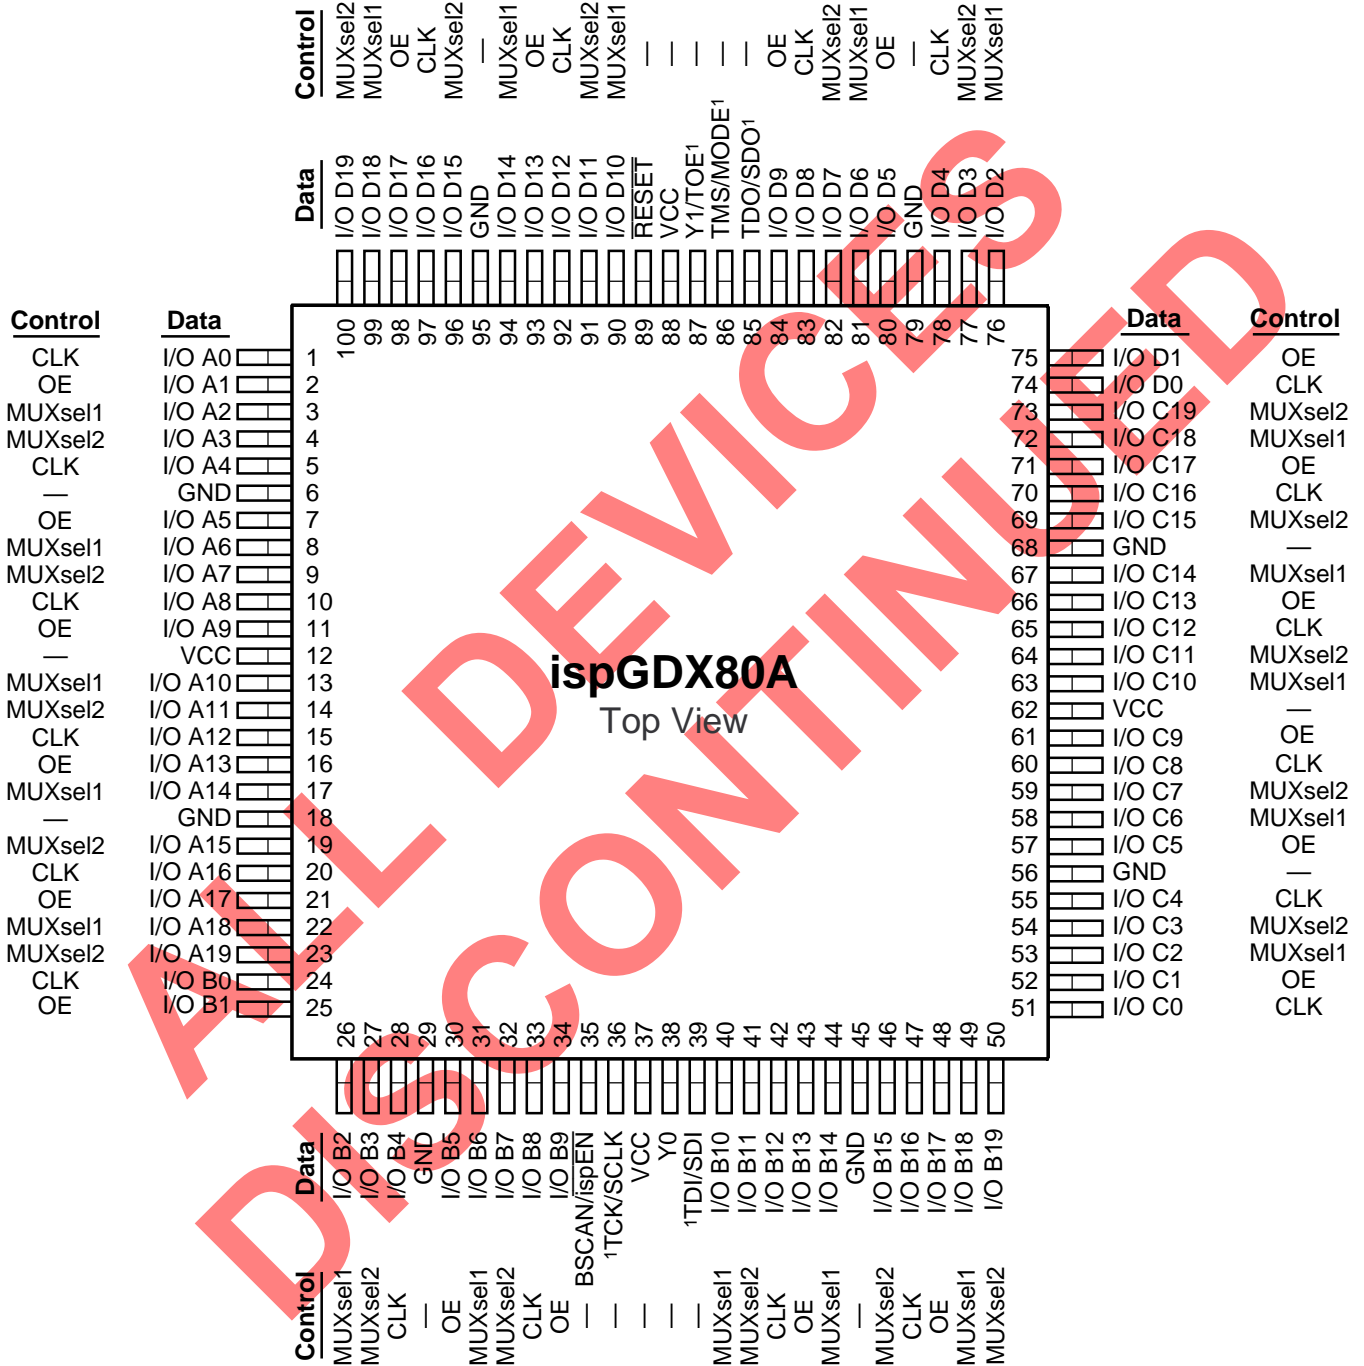 Control MUXsel2 MUXsel1 OE CLK MUXsel2 — MUXsel1 OE CLK MUXsel2 MUXsel1 — — — — — OE CLK MUXsel2 MUXsel1 OE — CLK MUXsel2 MUXsel1
Data I/O D19 I/O D18 I/O D17 I/O D16 I/O D15 GND I/O D14 I/O D13 I/O D12 I/O D11 I/O D10 RESET VCC Y1/TOE¹ TMS/MODE¹ TDO/SDO¹ I/O D9 I/O D8 I/O D7 I/O D6 I/O D5 GND I/O D4 I/O D3 I/O D2
100 99 98 97 96 95 94 93 92 91 90 89 88 87 86 85 84 83 82 81 80 79 78 77 76
Control Data Data Control
CLK I/O A0 1 75 I/O D1 OE
OE I/O A1 2 74 I/O D0 CLK
MUXsel1 I/O A2 3 73 I/O C19 MUXsel2
MUXsel2 I/O A3 4 72 I/O C18 MUXsel1
CLK I/O A4 5 71 I/O C17 OE
— GND 6 70 I/O C16 CLK
OE I/O A5 7 69 I/O C15 MUXsel2
MUXsel1 I/O A6 8 68 GND —
MUXsel2 I/O A7 9 67 I/O C14 MUXsel1
CLK I/O A8 10 66 I/O C13 OE
OE I/O A9 11 65 I/O C12 CLK
— VCC 12 64 I/O C11 MUXsel2
MUXsel1 I/O A10 13 63 I/O C10 MUXsel1
MUXsel2 I/O A11 14 62 VCC —
CLK I/O A12 15 61 I/O C9 OE
OE I/O A13 16 60 I/O C8 CLK
MUXsel1 I/O A14 17 59 I/O C7 MUXsel2
— GND 18 58 I/O C6 MUXsel1
MUXsel2 I/O A15 19 57 I/O C5 OE
CLK I/O A16 20 56 GND —
OE I/O A17 21 55 I/O C4 CLK
MUXsel1 I/O A18 22 54 I/O C3 MUXsel2
MUXsel2 I/O A19 23 53 I/O C2 MUXsel1
CLK I/O B0 24 52 I/O C1 OE
OE I/O B1 25 51 I/O C0 CLK
ispGDX80A
Top View
26 27 28 29 30 31 32 33 34 35 36 37 38 39 40 41 42 43 44 45 46 47 48 49 50
Data I/O B2 I/O B3 I/O B4 GND I/O B5 I/O B6 I/O B7 I/O B8 I/O B9 BSCAN/ispEN ¹TCK/SCLK VCC Y0 ¹TDI/SDI I/O B10 I/O B11 I/O B12 I/O B13 I/O B14 GND I/O B15 I/O B16 I/O B17 I/O B18 I/O B19
Control MUXsel1 MUXsel2 CLK — OE MUXsel1 MUXsel2 CLK OE — — — — — MUXsel1 MUXsel2 CLK OE MUXsel1 — MUXsel2 CLK OE MUXsel1 MUXsel2
ALL DEVICES
DISCONTINUED